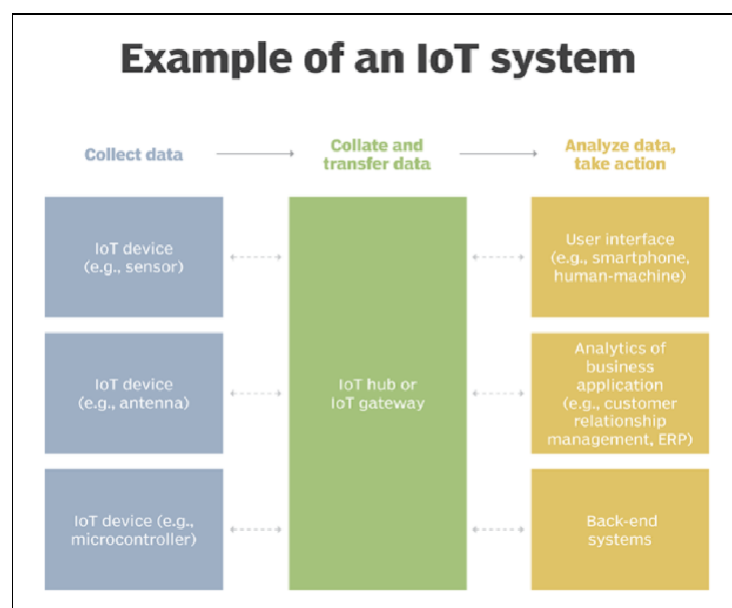 Example of an IoT system
Collect data
Collate and
transfer data
Analyze data,
take action
IoT device
(e.g., sensor)
IoT device
(e.g., antenna)
IoT device (e.g.,
microcontroller)
IoT hub or
IoT gateway
User interface
(e.g., smartphone,
human-machine)
Analytics of
business
application
(e.g., customer
relationship
management, ERP)
Back-end
systems